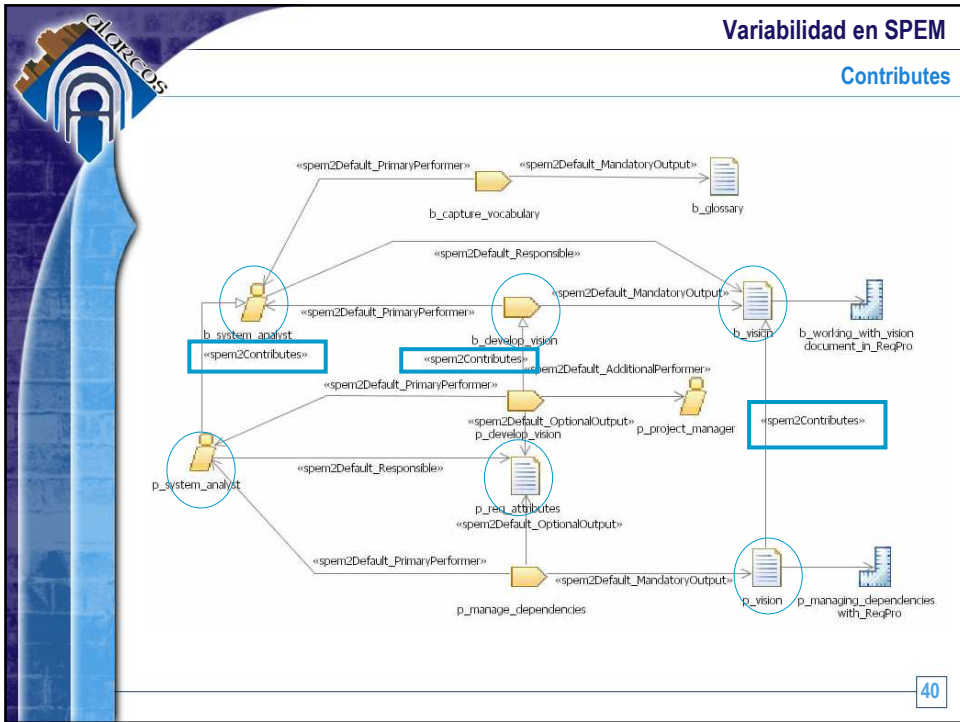 ALARCOS
Variabilidad en SPEM
Contributes
«spem2Default_PrimaryPerformer»
«spem2Default_MandatoryOutput»
b_capture_vocabulary
b_glossary
«spem2Default_Responsible»
«spem2Default_MandatoryOutput»
«spem2Default_PrimaryPerformer»
b_system_analyst
b_develop_vision
b_vision
b_working_with_vision
document_in_ReqPro
«spem2Contributes»
«spem2Contributes»
«spem2Default_AdditionalPerformer»
«spem2Default_PrimaryPerformer»
«spem2Default_OptionalOutput»
p_develop_vision
p_project_manager
«spem2Contributes»
«spem2Default_Responsible»
p_system_analyst
p_req_attributes
«spem2Default_OptionalOutput»
«spem2Default_PrimaryPerformer»
«spem2Default_MandatoryOutput»
p_manage_dependencies
p_vision
p_managing_dependencies
with_ReqPro
40